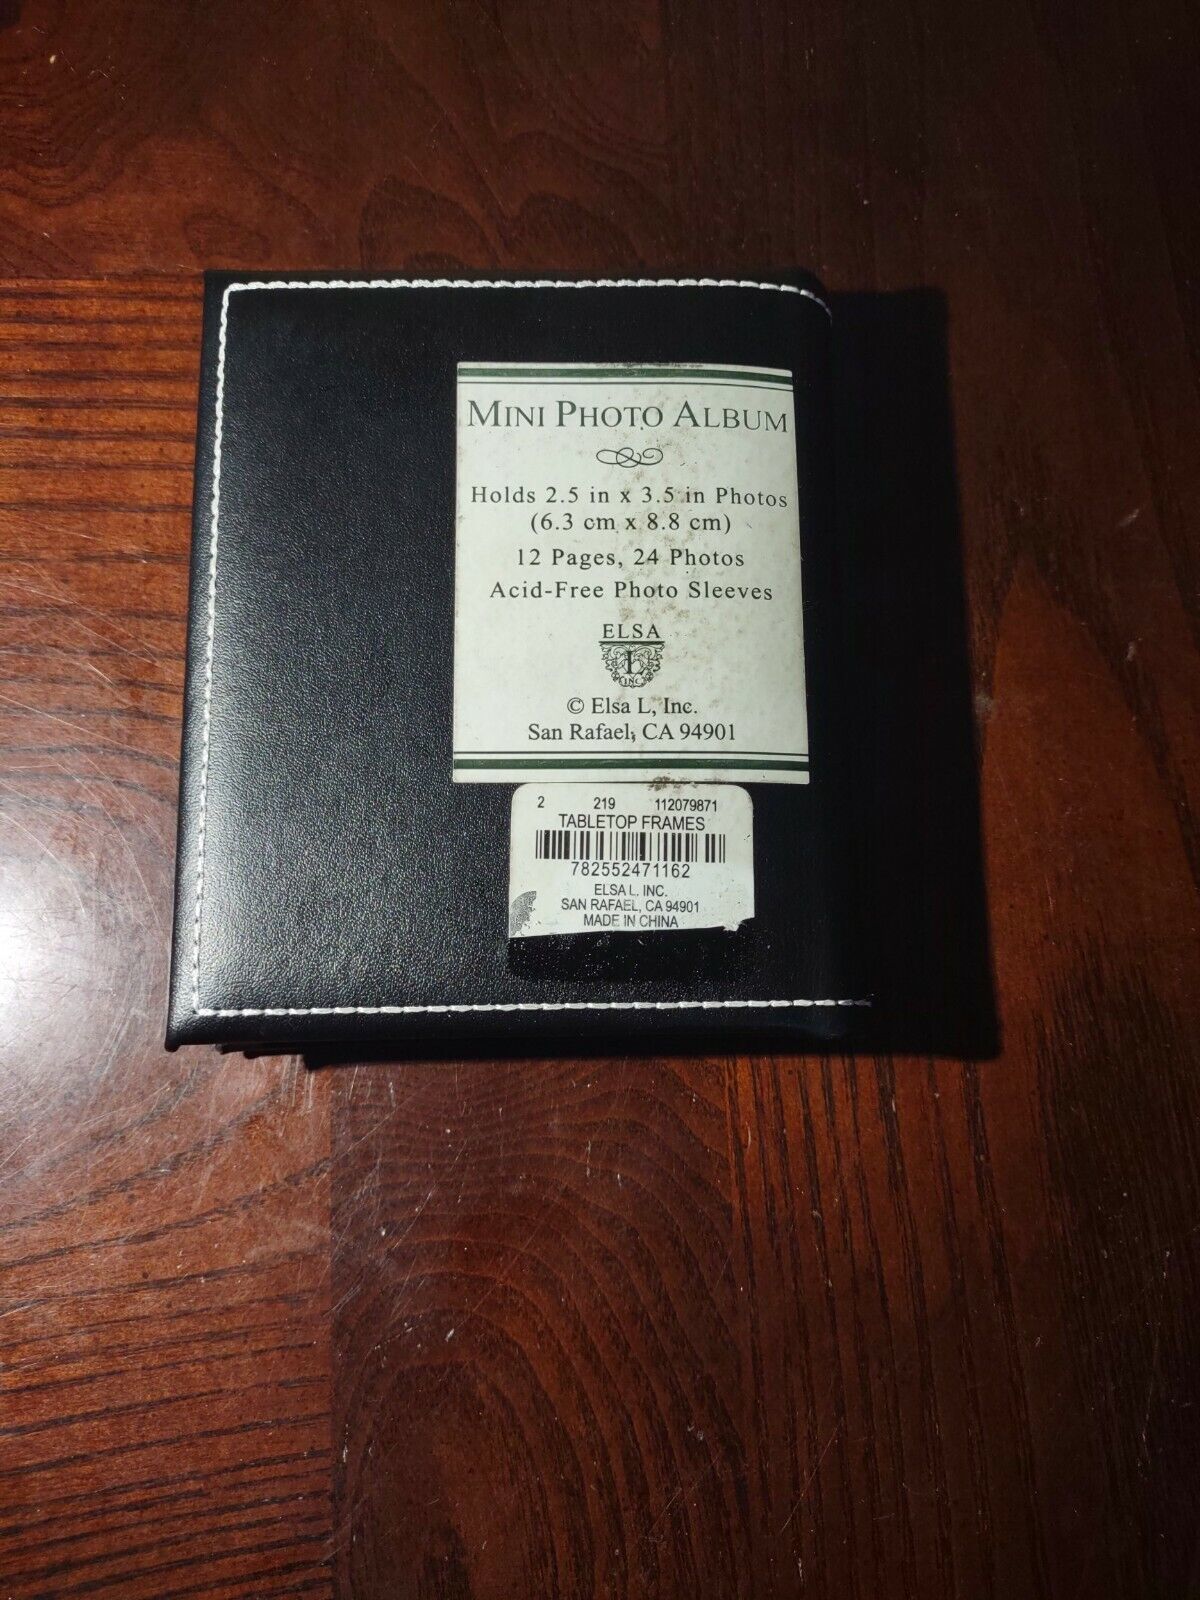 MINI PHOTO ALBUM
Holds 2.5 in x 3.5 in Photos
(6.3 cm x 8.8 cm)
12 Pages, 24 Photos
Acid-Free Photo Sleeves
ELSA
L
INC
© Elsa L, Inc.
San Rafael, CA 94901
2 219 112079871
TABLETOP FRAMES
782552471162
ELSA L. INC.
SAN RAFAEL, CA 94901
MADE IN CHINA